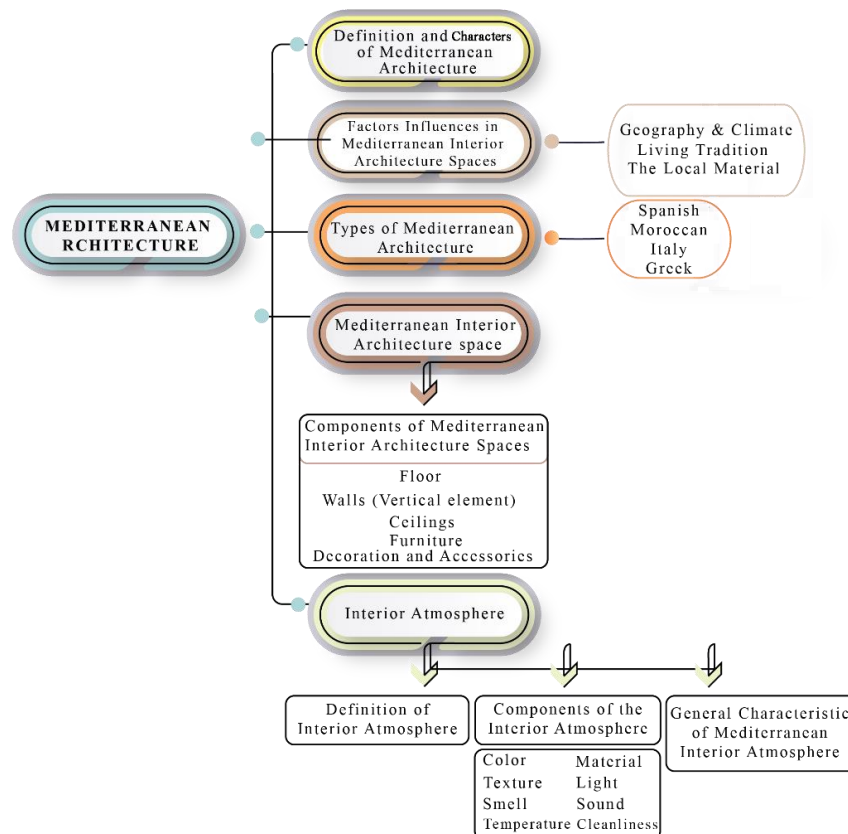 Definition and Characters
of Mediterranean
Architecture
Factors Influences in
Mediterranean Interior
Architecture Spaces
Geography & Climate
Living Tradition
The Local Material
MEDITERRANEAN
RCHITECTURE
Types of Mediterranean
Architecture
Spanish
Moroccan
Italy
Greek
Mediterranean Interior
Architecture space
Components of Mediterranean
Interior Architecture Spaces
Floor
Walls (Vertical element)
Ceilings
Furniture
Decoration and Accessories
Interior Atmosphere
Definition of
Interior Atmosphere
Components of the
Interior Atmosphere
Color Material
Texture Light
Smell Sound
Temperature Cleanliness
General Characteristic
of Mediterranean
Interior Atmosphere